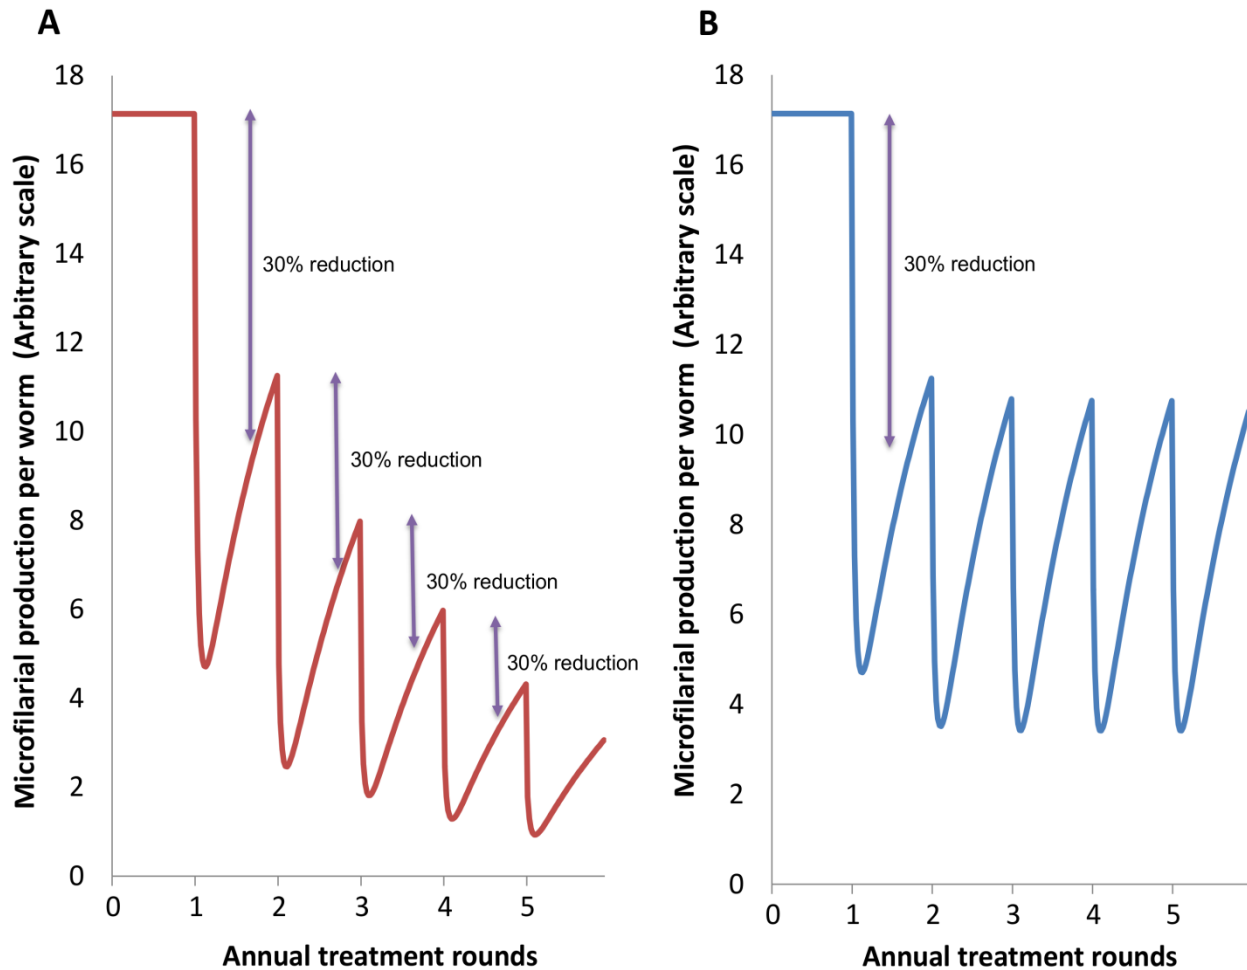 A
Microfilarial production per worm (Arbitrary scale)
18
16
14
12
10
8
6
4
2
0
30% reduction
30% reduction
30% reduction
30% reduction
0 1 2 3 4 5
Annual treatment rounds
B
Microfilarial production per worm (Arbitrary scale)
18
16
14
12
10
8
6
4
2
0
30% reduction
0 1 2 3 4 5
Annual treatment rounds